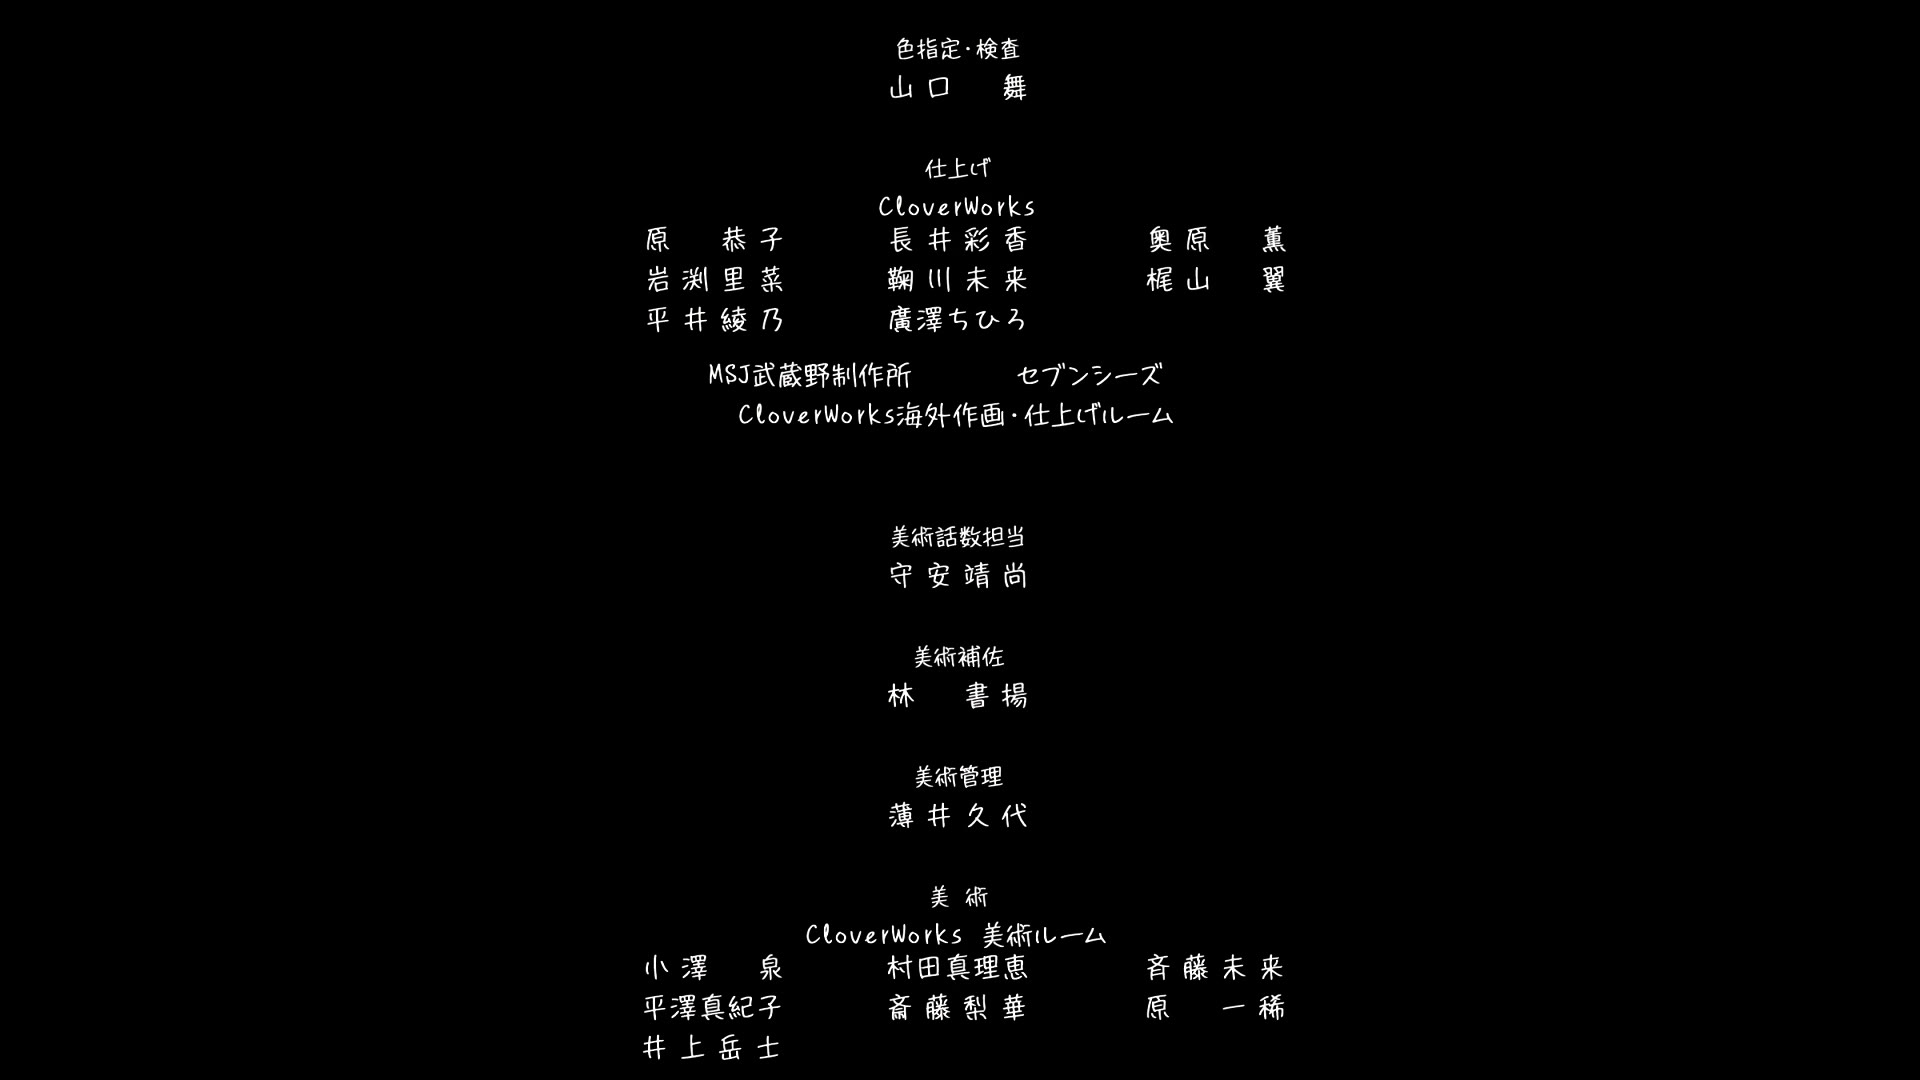 色指定・検査
山口 舞
仕上げ
CloverWorks
原 恭子 長井彩香 奥原 薫
岩渕里菜 鞠川未来 梶山 翼
平井綾乃 廣澤ちひろ
MSJ武蔵野制作所 セブンシーズ
CloverWorks海外作画・仕上げルーム
美術話数担当
守安靖尚
美術補佐
林 書揚
美術管理
薄井久代
美術
CloverWorks 美術ルーム
小澤 泉 村田真理恵 斉藤未来
平澤真紀子 斎藤梨華 原 一稀
井上岳士